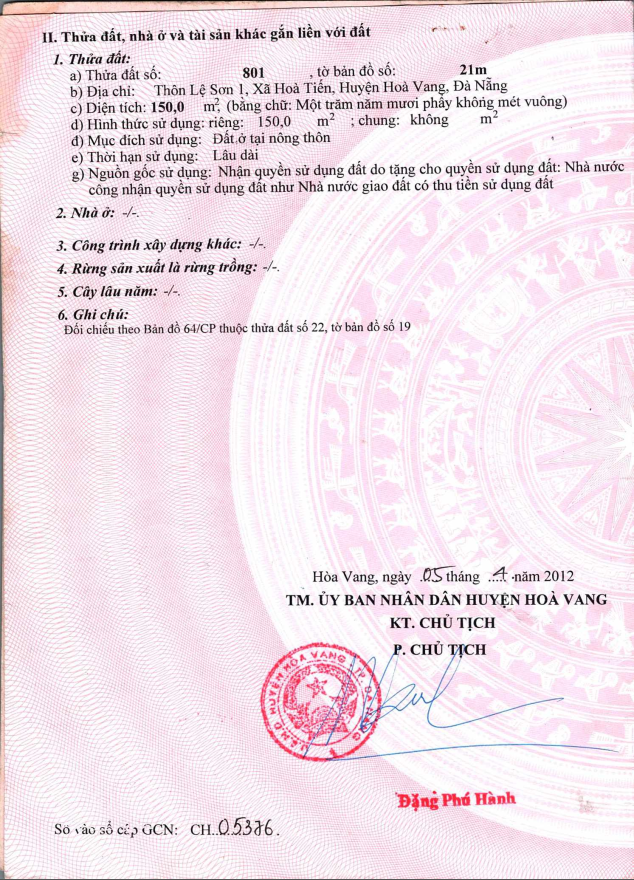 II. Thửa đất, nhà ở và tài sản khác gắn liền với đất
1. Thửa đất:
a) Thửa đất số: 801 , tờ bản đồ số: 21m
b) Địa chỉ: Thôn Lệ Sơn 1, Xã Hoà Tiến, Huyện Hoà Vang, Đà Nẵng
c) Diện tích: 150,0 m², (bằng chữ: Một trăm năm mươi phẩy không mét vuông)
d) Hình thức sử dụng: riêng: 150,0 m² ; chung: không m²
đ) Mục đích sử dụng: Đất ở tại nông thôn
e) Thời hạn sử dụng: Lâu dài
g) Nguồn gốc sử dụng: Nhận quyền sử dụng đất do tặng cho quyền sử dụng đất: Nhà nước
công nhận quyền sử dụng đất như Nhà nước giao đất có thu tiền sử dụng đất
2. Nhà ở: -/-.
3. Công trình xây dựng khác: -/-.
4. Rừng sản xuất là rừng trồng: -/-.
5. Cây lâu năm: -/-.
6. Ghi chú:
Đối chiếu theo Bản đồ 64/CP thuộc thửa đất số 22, tờ bản đồ số 19
Hòa Vang, ngày 05 tháng 4 năm 2012
TM. ỦY BAN NHÂN DÂN HUYỆN HOÀ VANG
KT. CHỦ TỊCH
P. CHỦ TỊCH
U.B.N.D HUYỆN HÒA VANG T.P ĐÀ NẴNG
Đặng Phú Hành
Số vào sổ cấp GCN: CH..05376.